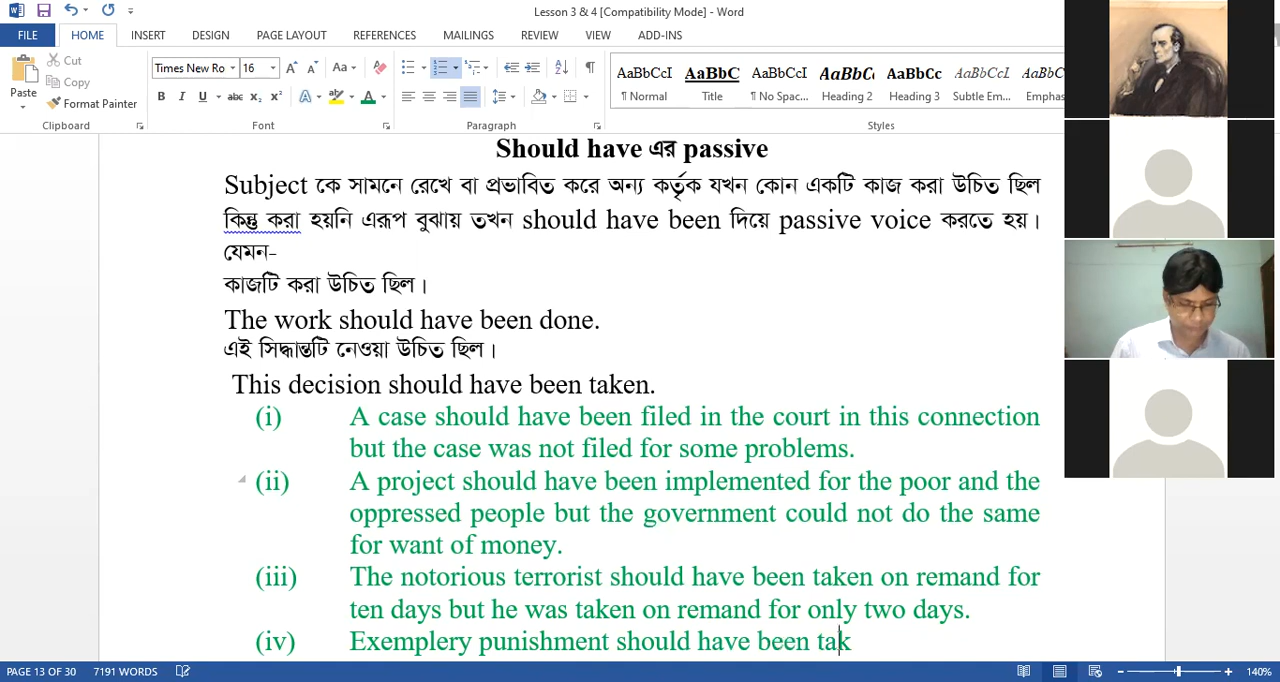 Lesson 3 & 4 [Compatibility Mode] - Word
FILE HOME INSERT DESIGN PAGE LAYOUT REFERENCES MAILINGS REVIEW VIEW ADD-INS
Cut
Copy
Paste
Format Painter
Times New Ro 16
AaBbCcI AaBbC AaBbCcI AaBbC AaBbCc AaBbCcL AaBbC
¶ Normal Title ¶ No Spac... Heading 2 Heading 3 Subtle Em... Emphas
Clipboard Font Paragraph Styles
Should have এর passive
Subject কে সামনে রেখে বা প্রভাবিত করে অন্য কর্তৃক যখন কোন একটি কাজ করা উচিত ছিল
কিন্তু করা হয়নি এরূপ বুঝায় তখন should have been দিয়ে passive voice করতে হয়।
যেমন-
কাজটি করা উচিত ছিল।
The work should have been done.
এই সিদ্ধান্তটি নেওয়া উচিত ছিল।
This decision should have been taken.
(i) A case should have been filed in the court in this connection
but the case was not filed for some problems.
(ii) A project should have been implemented for the poor and the
oppressed people but the government could not do the same
for want of money.
(iii) The notorious terrorist should have been taken on remand for
ten days but he was taken on remand for only two days.
(iv) Exemplery punishment should have been tak
PAGE 13 OF 30 7191 WORDS 140%